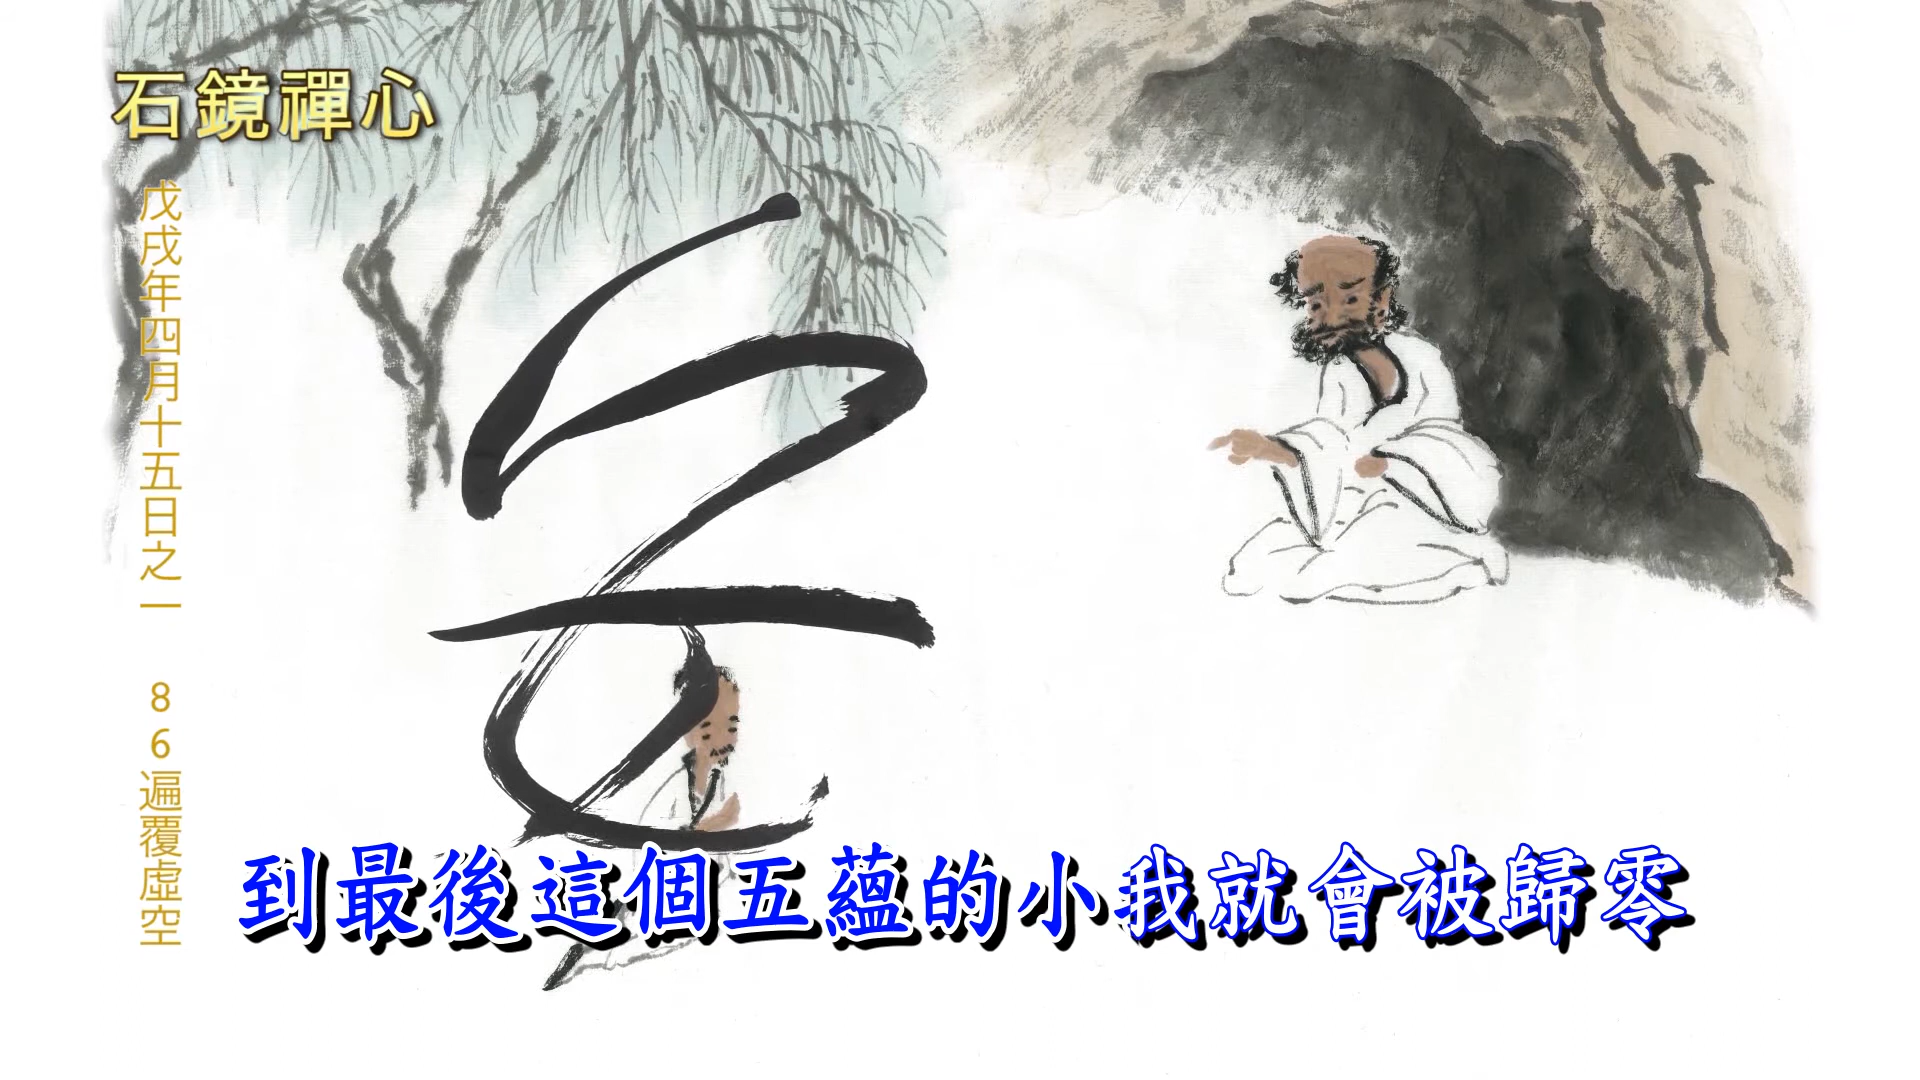 石鏡禪心
戊戌年四月十五日之一 86遍覆虛空
到最後這個五蘊的小我就會被歸零